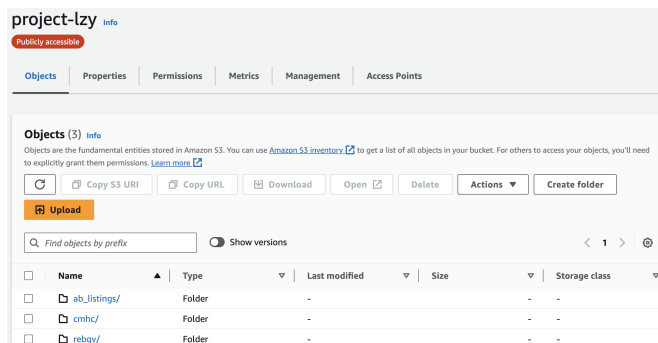 project-lzy Info
Publicly accessible
Objects Properties Permissions Metrics Management Access Points
Objects (3) Info
Objects are the fundamental entities stored in Amazon S3. You can use Amazon S3 inventory to get a list of all objects in your bucket. For others to access your objects, you'll need
to explicitly grant them permissions. Learn more
Copy S3 URI Copy URL Download Open Delete Actions Create folder
Upload
Find objects by prefix Show versions 1
Name Type Last modified Size Storage class
ab_listings/ Folder - - -
cmhc/ Folder - - -
rebgv/ Folder - - -